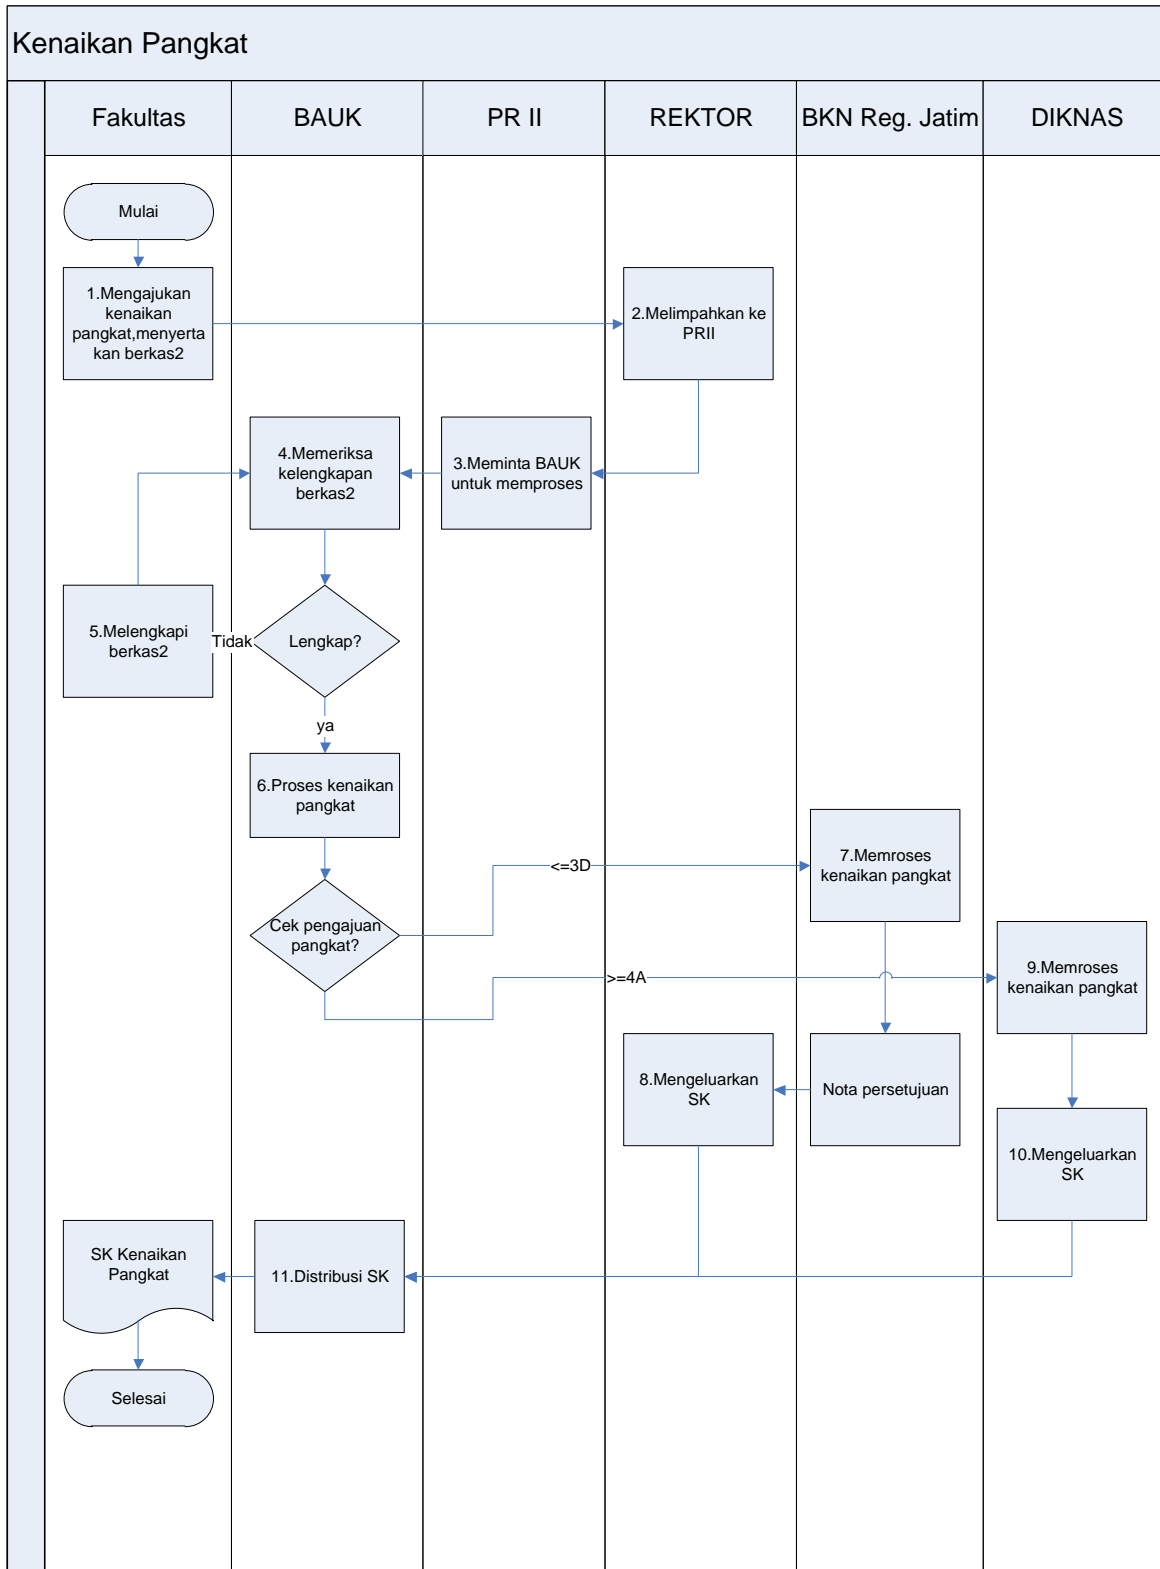 Kenaikan Pangkat
Fakultas
BAUK
PR II
REKTOR
BKN Reg. Jatim
DIKNAS
Mulai
1.Mengajukan
kenaikan
pangkat,menyerta
kan berkas2
2.Melimpahkan ke
PRII
4.Memeriksa
kelengkapan
berkas2
3.Meminta BAUK
untuk memproses
5.Melengkapi
berkas2
Tidak
Lengkap?
ya
6.Proses kenaikan
pangkat
<=3D
7.Memroses
kenaikan pangkat
Cek pengajuan
pangkat?
>=4A
9.Memroses
kenaikan pangkat
8.Mengeluarkan
SK
Nota persetujuan
10.Mengeluarkan
SK
SK Kenaikan
Pangkat
11.Distribusi SK
Selesai